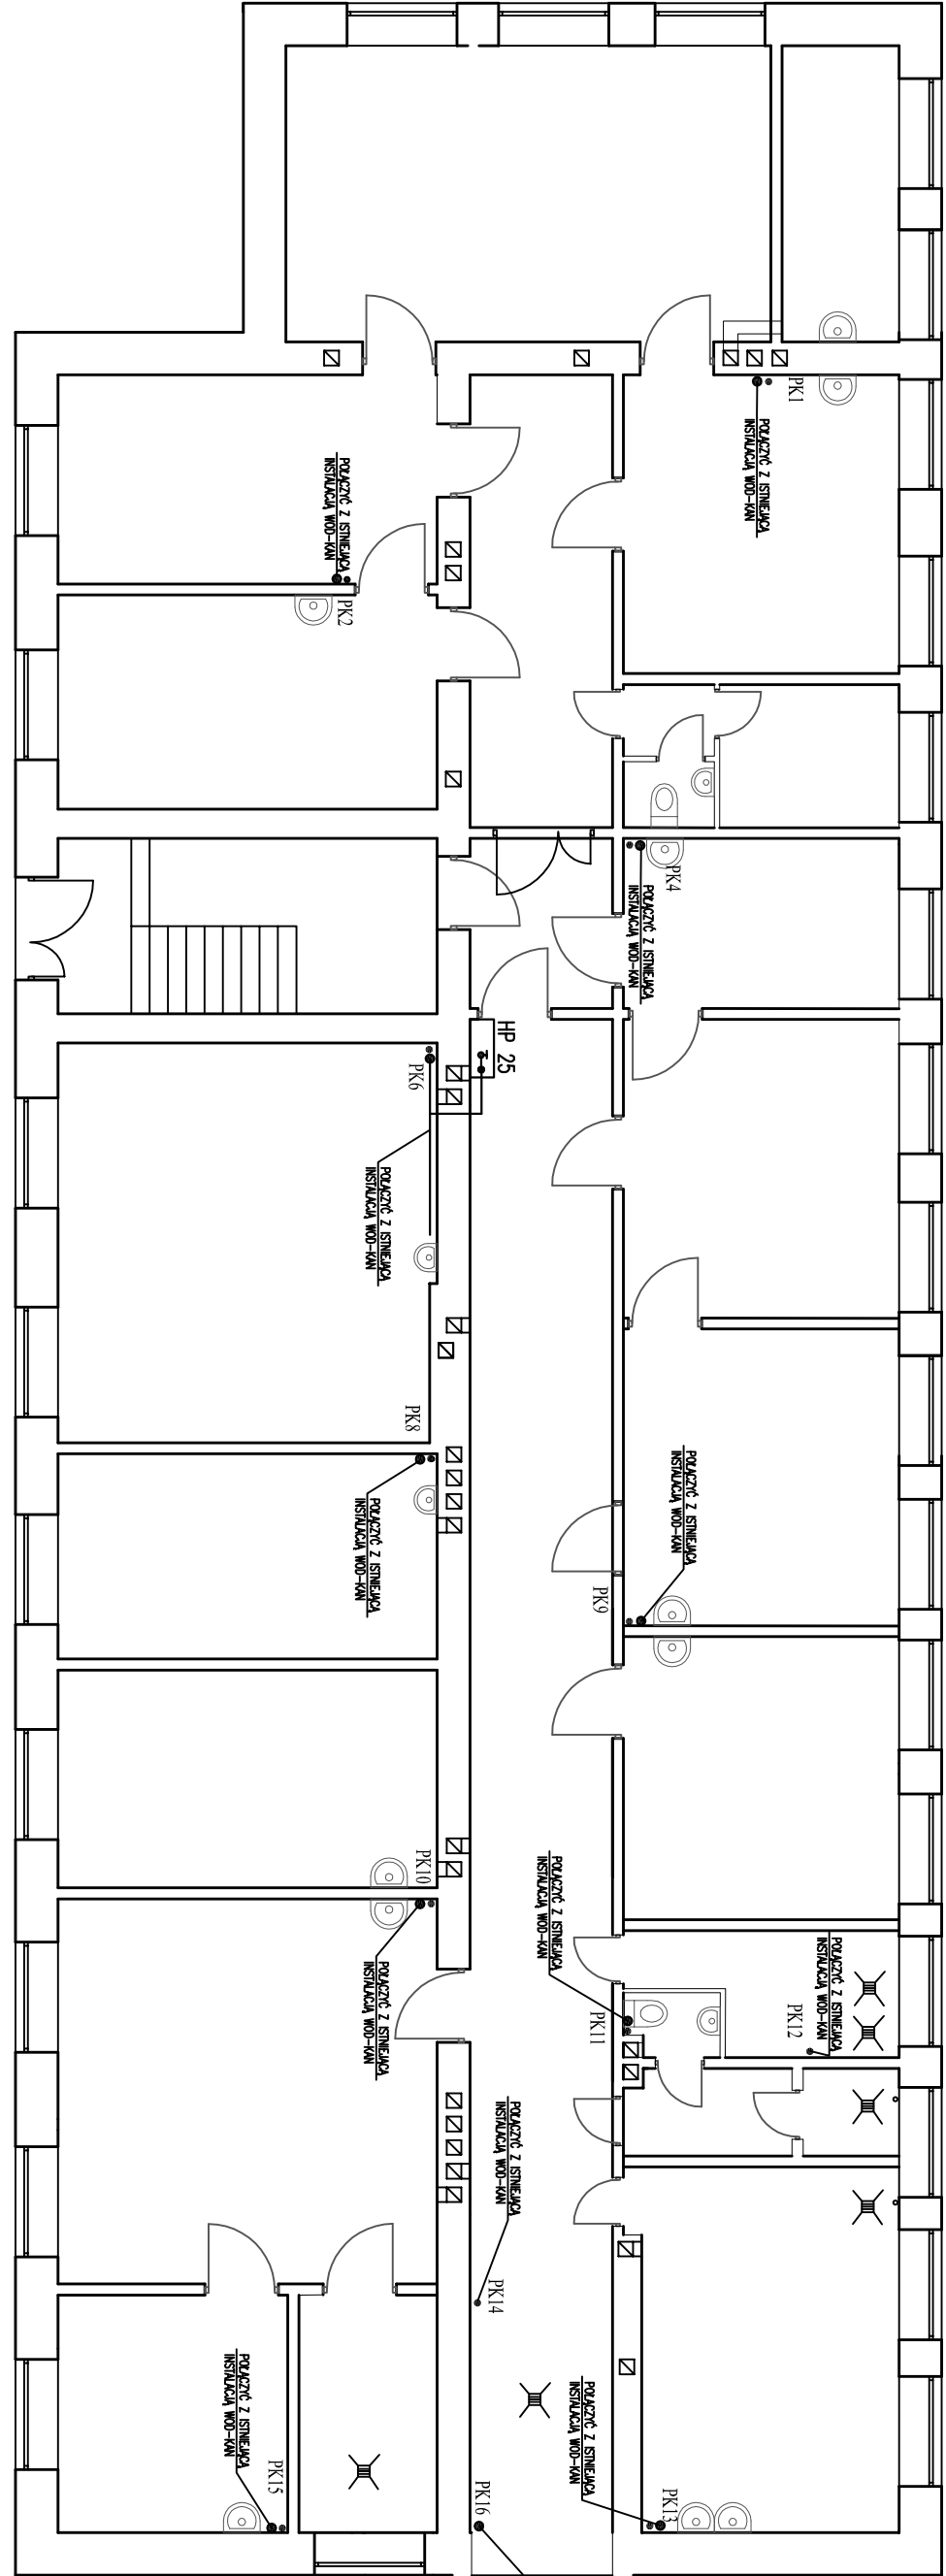 PK1
POŁĄCZYĆ Z ISTNIEJĄCĄ
INSTALACJĄ WOD-KAN
POŁĄCZYĆ Z ISTNIEJĄCĄ
INSTALACJĄ WOD-KAN
PK2
PK4
POŁĄCZYĆ Z ISTNIEJĄCĄ
INSTALACJĄ WOD-KAN
HP 25
PK6
POŁĄCZYĆ Z ISTNIEJĄCĄ
INSTALACJĄ WOD-KAN
PK8
POŁĄCZYĆ Z ISTNIEJĄCĄ
INSTALACJĄ WOD-KAN
POŁĄCZYĆ Z ISTNIEJĄCĄ
INSTALACJĄ WOD-KAN
PK9
PK10
POŁĄCZYĆ Z ISTNIEJĄCĄ
INSTALACJĄ WOD-KAN
POŁĄCZYĆ Z ISTNIEJĄCĄ
INSTALACJĄ WOD-KAN
PK11
POŁĄCZYĆ Z ISTNIEJĄCĄ
INSTALACJĄ WOD-KAN
PK12
POŁĄCZYĆ Z ISTNIEJĄCĄ
INSTALACJĄ WOD-KAN
PK14
POŁĄCZYĆ Z ISTNIEJĄCĄ
INSTALACJĄ WOD-KAN
PK13
POŁĄCZYĆ Z ISTNIEJĄCĄ
INSTALACJĄ WOD-KAN
PK15
PK16